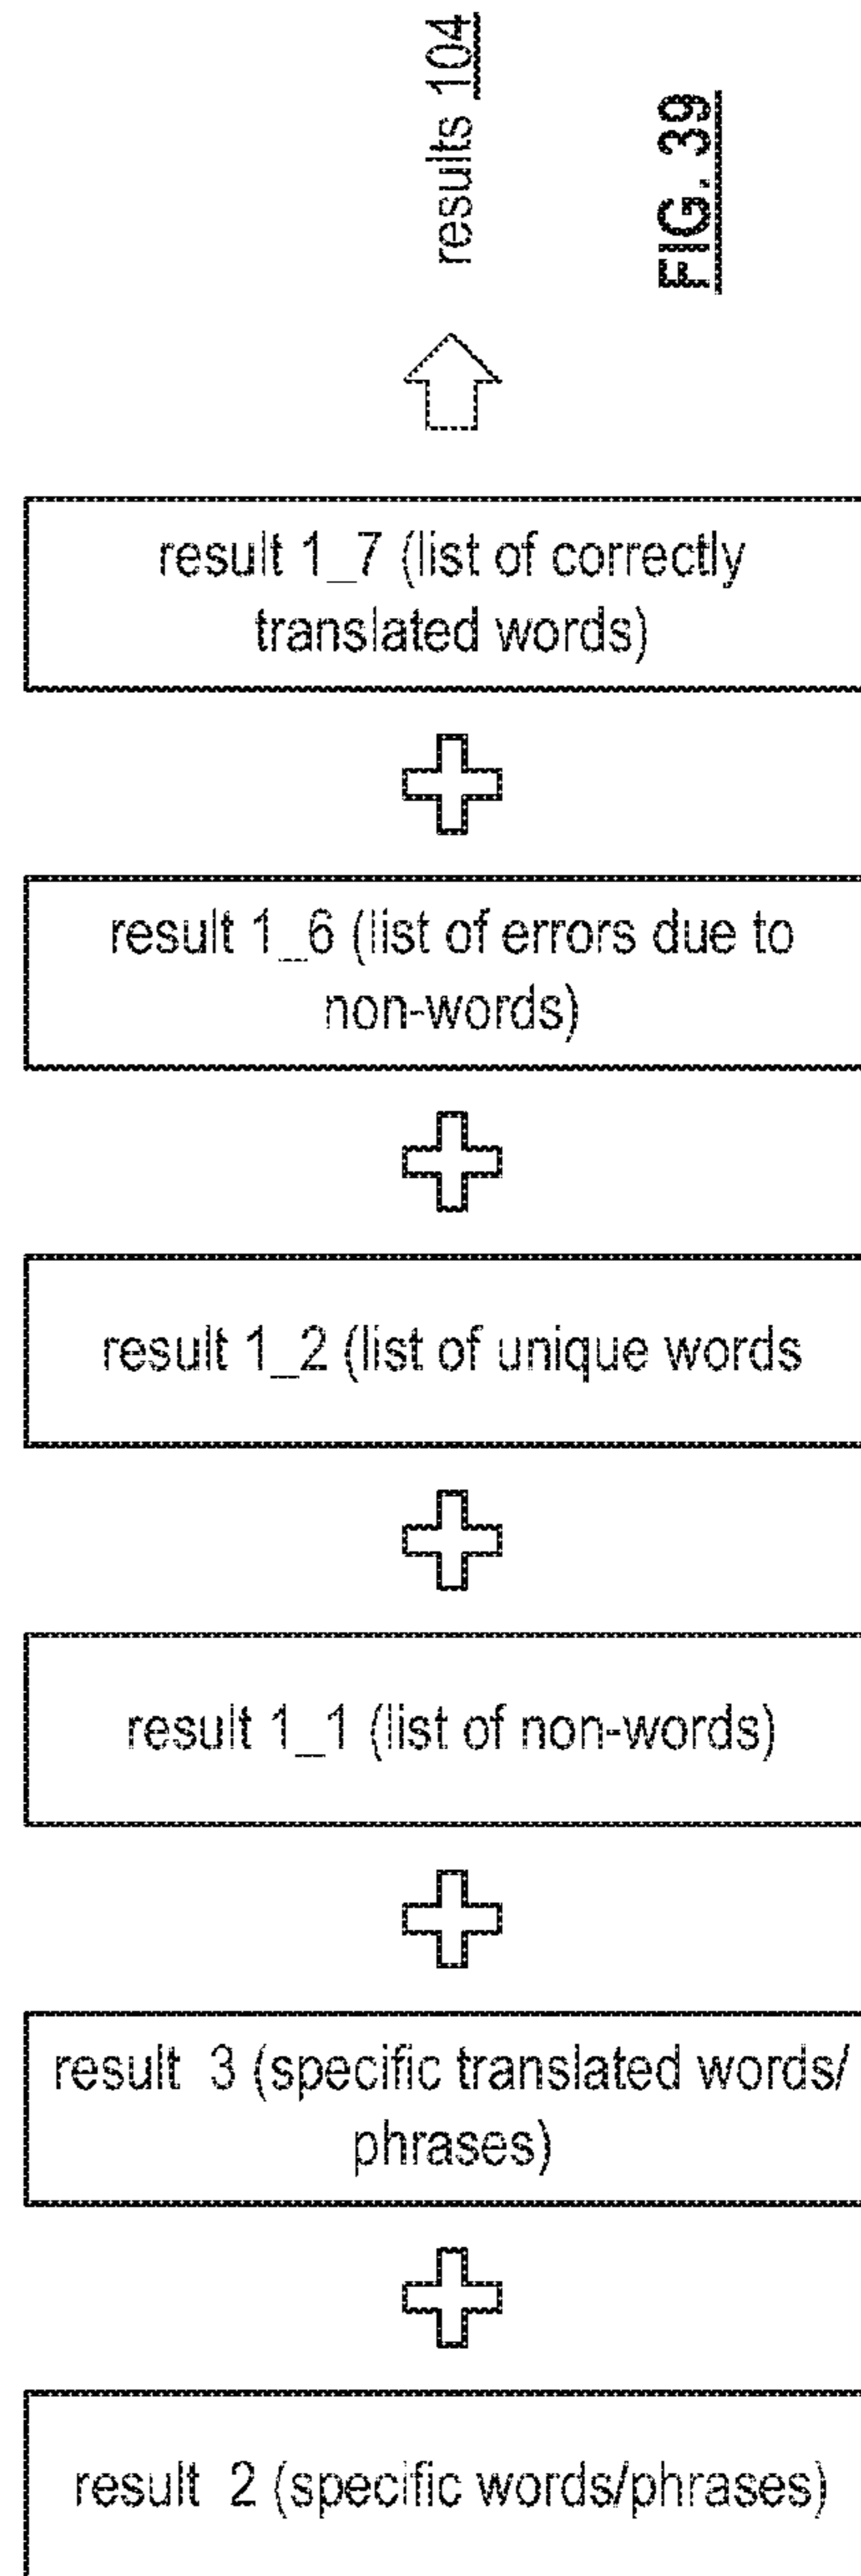 results 104
FIG. 39
result 1_7 (list of correctly
translated words)
result 1_6 (list of errors due to
non-words)
result 1_2 (list of unique words
result 1_1 (list of non-words)
result 3 (specific translated words/
phrases)
result 2 (specific words/phrases)